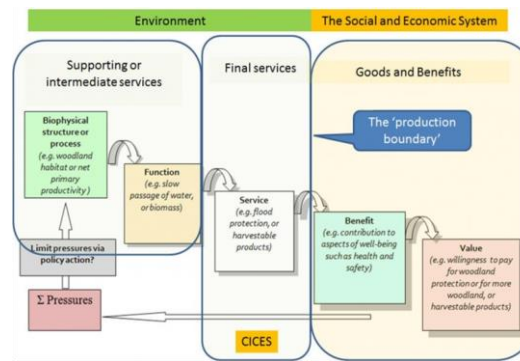 Environment
The Social and Economic System
Supporting or
intermediate services
Final services
Goods and Benefits
The ‘production
boundary’
Biophysical
structure or
process
(e.g. woodland
habitat or net
primary
productivity )
Function
(e.g. slow
passage of water,
or biomass)
Service
(e.g. flood
protection, or
harvestable
products)
Benefit
(e.g. contribution to
aspects of well-being
such as health and
safety)
Value
(e.g. willingness to pay
for woodland
protection or for more
woodland, or
harvestable products)
Limit pressures via
policy action?
Σ Pressures
CICES